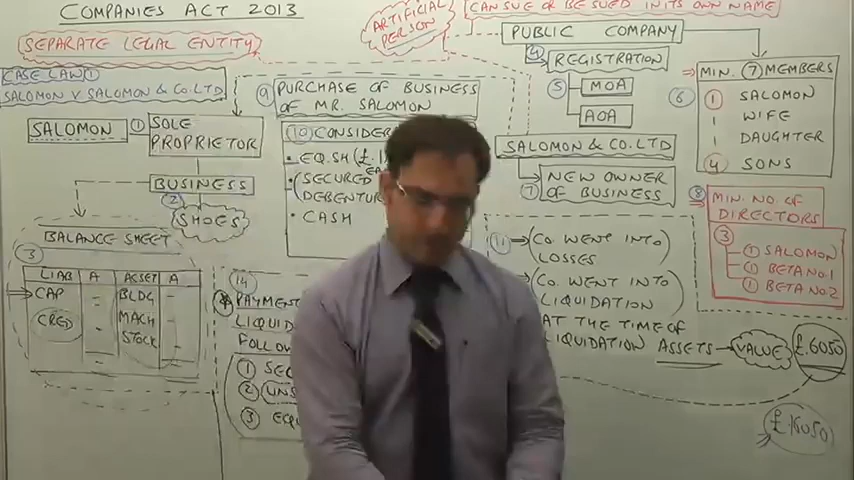 COMPANIES ACT 2013
SEPARATE LEGAL ENTITY
ARTIFICIAL
PERSON
CAN SUE OR BE SUED IN ITS OWN NAME
CASE LAW ①
SALOMON V. SALOMON & CO. LTD
SALOMON
① SOLE
PROPRIETOR
BUSINESS
②
SHOES
③ BALANCE SHEET
LIAB A ASSET A
CAP - BLDG -
CRED - MACH -
- STOCK -
⑨ PURCHASE OF BUSINESS
OF MR. SALOMON
⑩ CONSIDER
• EQ. SH (£.1
EA
• SECURED
DEBENTUR
• CASH
PUBLIC COMPANY
④ REGISTRATION
⑤ MOA
AOA
SALOMON & CO. LTD
⑦ NEW OWNER
OF BUSINESS
MIN. ⑦ MEMBERS
⑥
① SALOMON
| WIFE
| DAUGHTER
④ SONS
⑧ MIN. NO. OF
DIRECTORS
③
① SALOMON
① BETA NO.1
① BETA NO.2
⑪ CO. WENT INTO
LOSSES
CO. WENT INTO
LIQUIDATION
AT THE TIME OF
LIQUIDATION ASSETS → VALUE £.6050
£.16050
⑭
PAYMENT
LIQUID
FOLLO
① SEC
② UNS
③ EQU